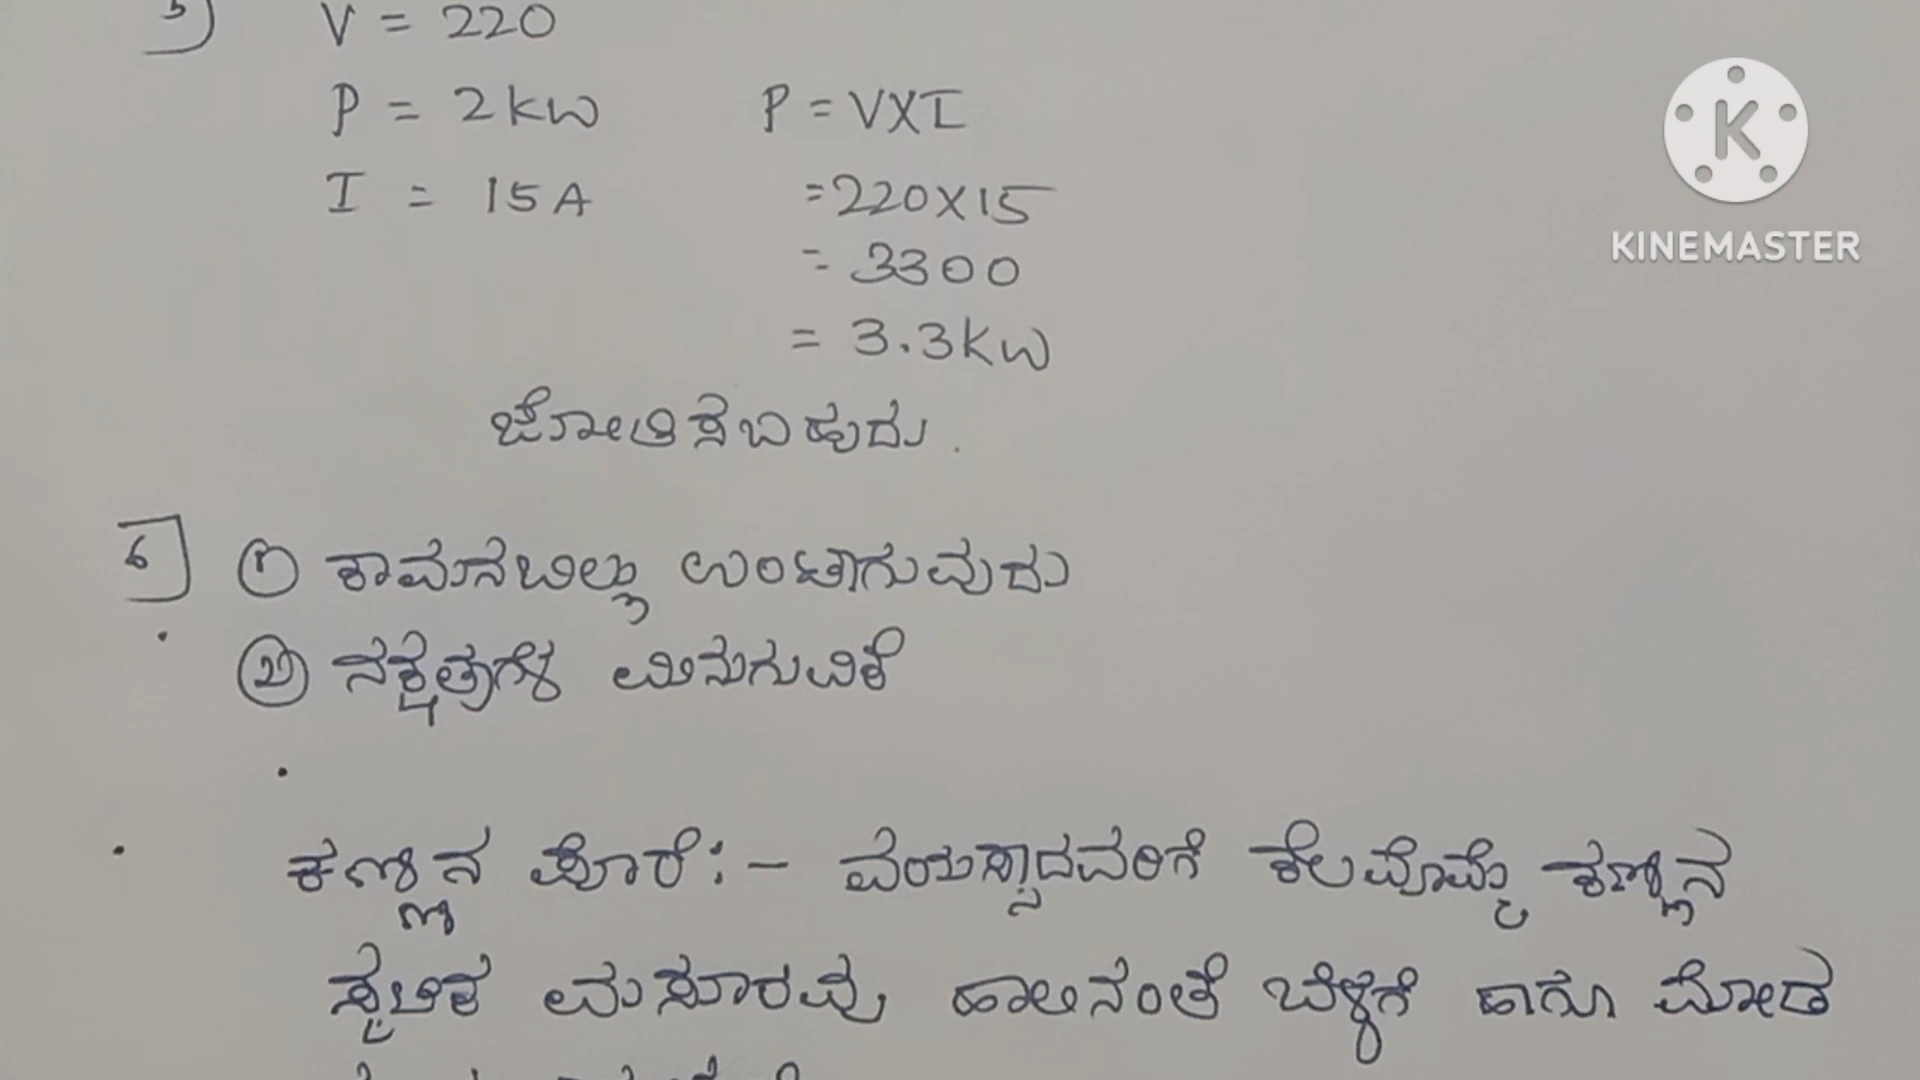 5) V = 220
P = 2kw P = VXI
I = 15A = 220X15
= 3300
= 3.3kw
ಜೋಡಿಸಬಹುದು.
6] ① ಕಾಮನಬಿಲ್ಲು ಉಂಟಾಗುವುದು
② ನಕ್ಷತ್ರಗಳ ಮಿನುಗುವಿಕೆ
ಕಣ್ಣಿನ ಪೊರೆ :- ವಯಸ್ಸಾದವರಿಗೆ ಕೆಲವೊಮ್ಮೆ ಕಣ್ಣಿನ
ಸ್ಫಟಿಕ ಮಸೂರವು ಹಾಲಿನಂತೆ ಬೆಳ್ಳಗೆ ಹಾಗೂ ಮೋಡ
KINEMASTER